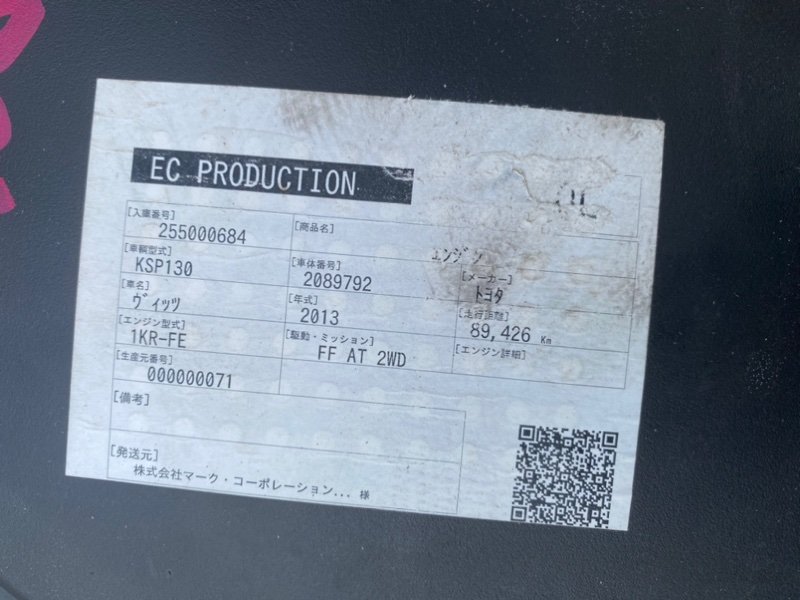 EC PRODUCTION
[入庫番号]
255000684
[商品名]
エンジン
[車輌型式]
KSP130
[車体番号]
2089792
[メーカー]
トヨタ
[車名]
ヴィッツ
[年式]
2013
[走行距離]
89,426 Km
[エンジン型式]
1KR-FE
[駆動・ミッション]
FF AT 2WD
[エンジン詳細]
[生産元番号]
000000071
[備考]
[発送元]
株式会社マーク・コーポレーション... 様